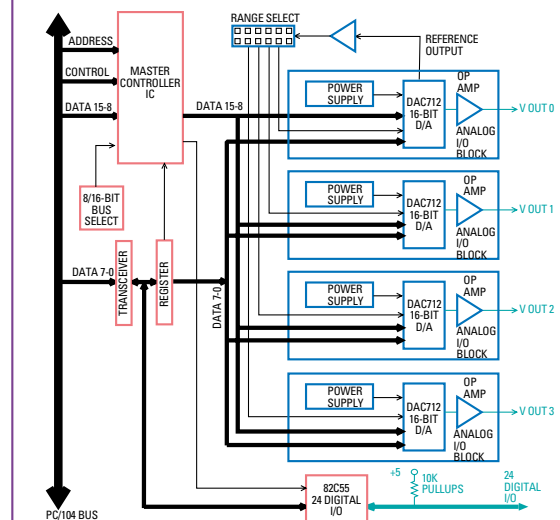 RANGE SELECT
REFERENCE
OUTPUT
ADDRESS
CONTROL
DATA 15-8
MASTER
CONTROLLER
IC
DATA 15-8
8/16-BIT
BUS
SELECT
DATA 7-0
TRANSCEIVER
REGISTER
DATA 7-0
POWER
SUPPLY
DAC712
16-BIT
D/A
OP
AMP
ANALOG
I/O
BLOCK
V OUT 0
POWER
SUPPLY
DAC712
16-BIT
D/A
OP
AMP
ANALOG
I/O
BLOCK
V OUT 1
POWER
SUPPLY
DAC712
16-BIT
D/A
OP
AMP
ANALOG
I/O
BLOCK
V OUT 2
POWER
SUPPLY
DAC712
16-BIT
D/A
OP
AMP
ANALOG
I/O
BLOCK
V OUT 3
82C55
24 DIGITAL
I/O
+5
10K
PULLUPS
24
DIGITAL
I/O
PC/104 BUS